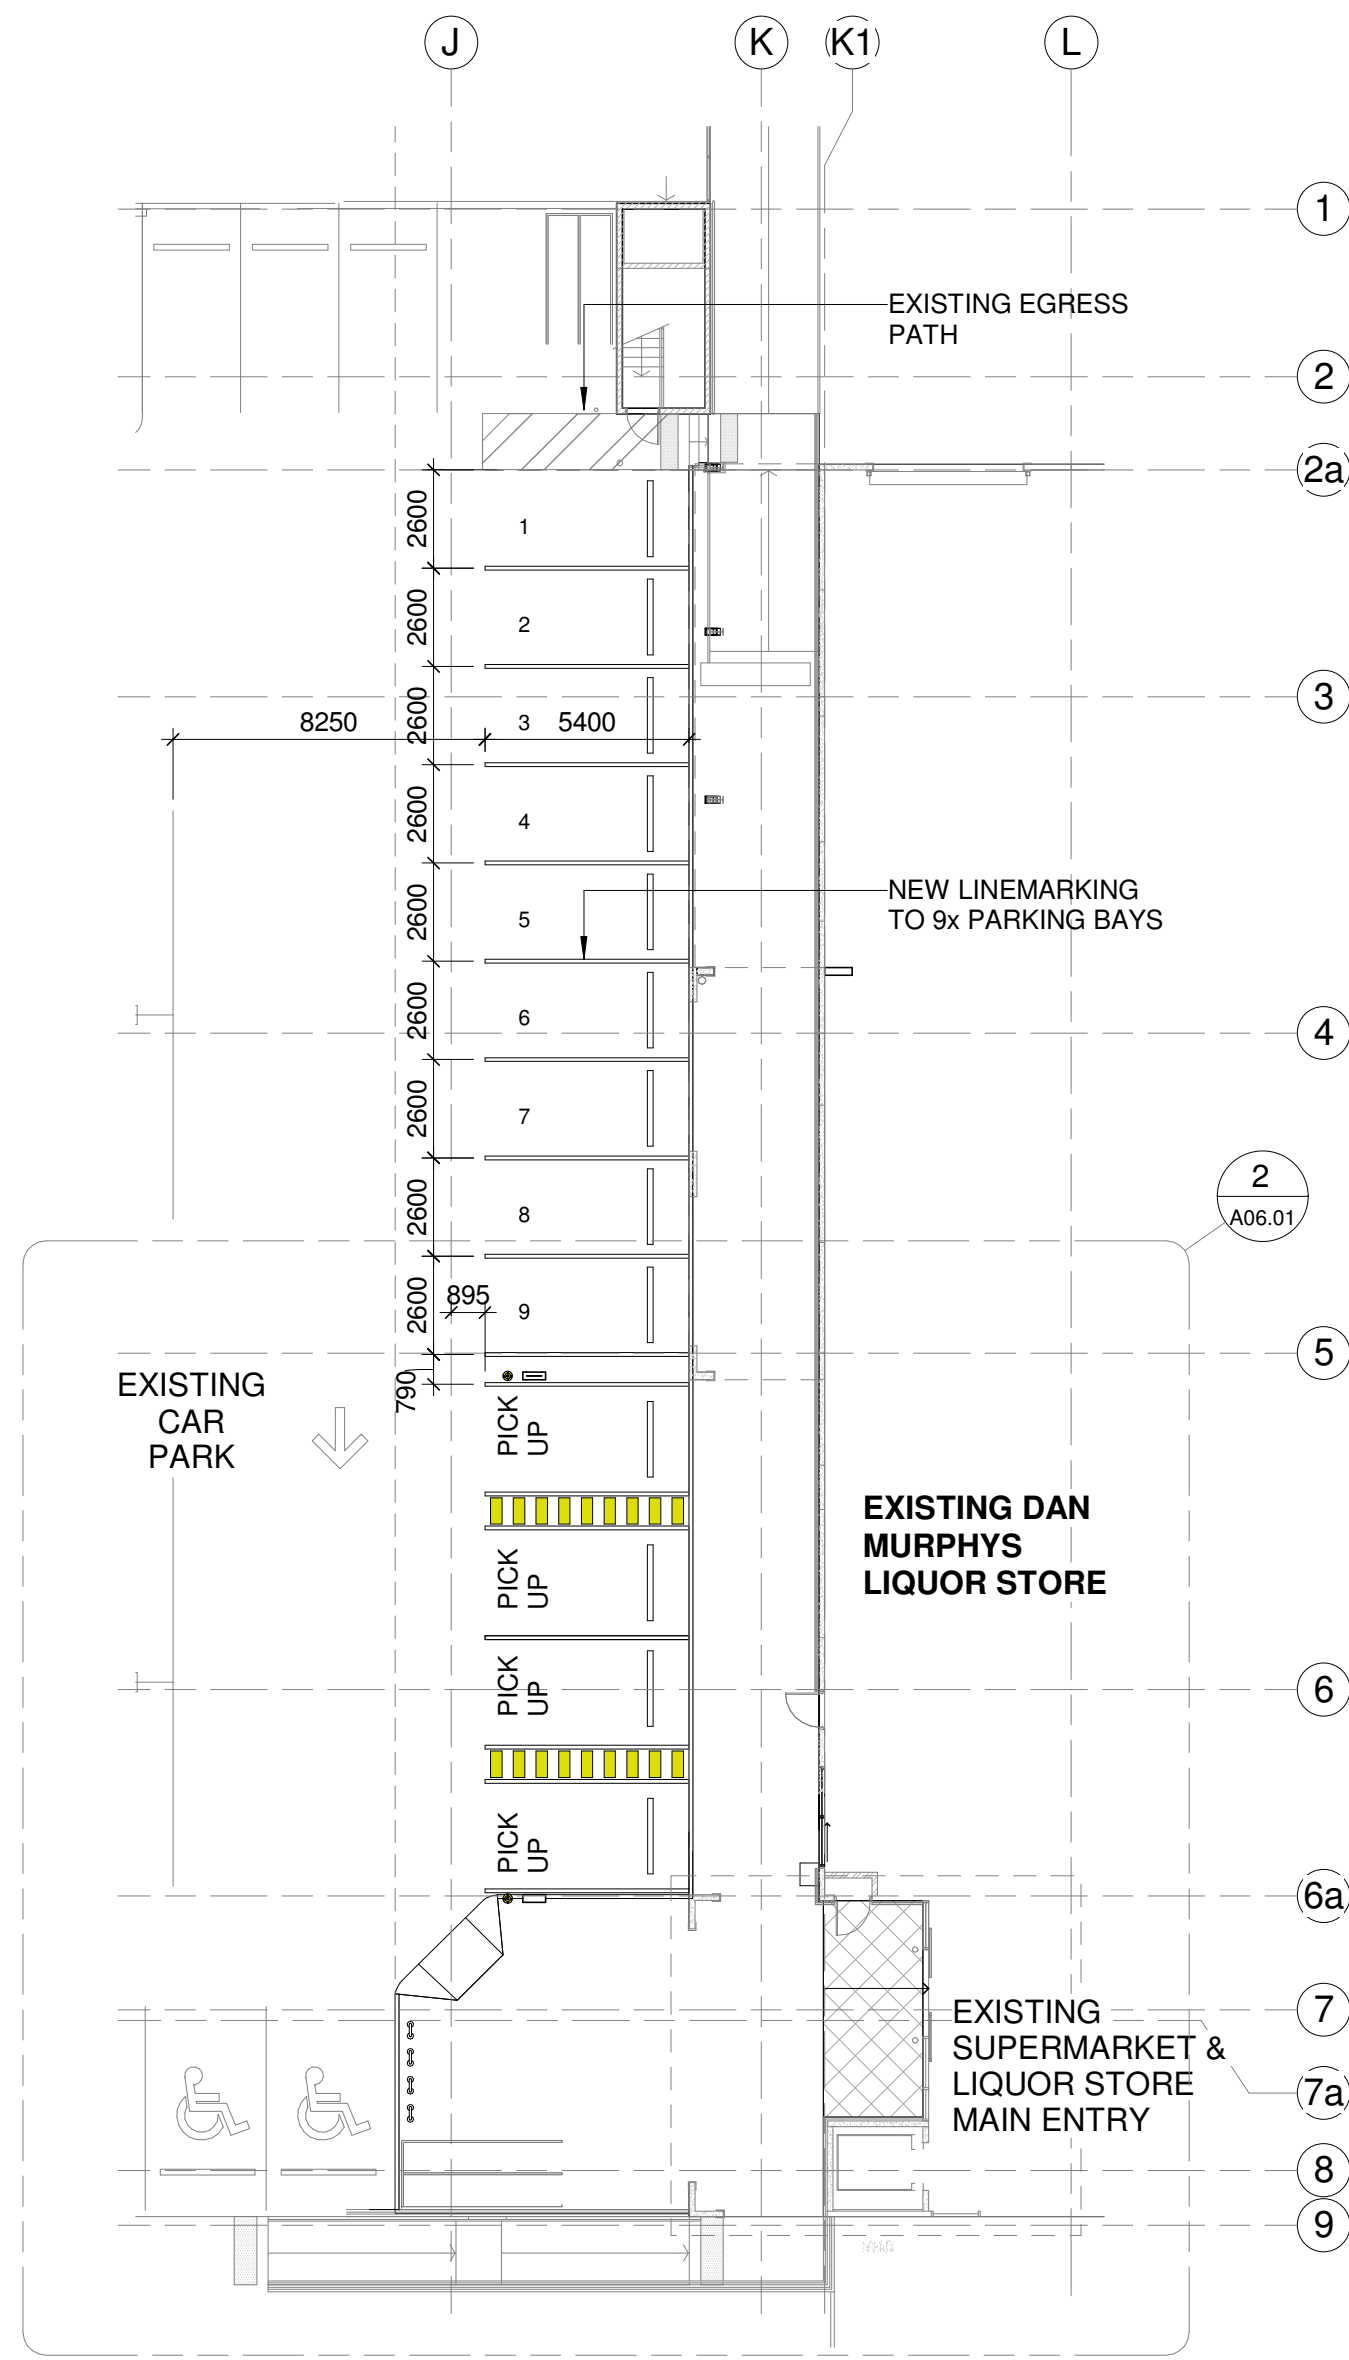 J
K
K1
L
1
EXISTING EGRESS
PATH
2
2a
2600
1
2600
2
3
2600
3
8250
5400
2600
4
NEW LINEMARKING
TO 9x PARKING BAYS
2600
5
2600
6
4
2600
7
2
A06.01
2600
8
2600
895
9
5
790
EXISTING
CAR
PARK
PICK
UP
EXISTING DAN
MURPHYS
LIQUOR STORE
PICK
UP
PICK
UP
6
PICK
UP
6a
7
EXISTING
SUPERMARKET &
LIQUOR STORE
MAIN ENTRY
7a
8
9